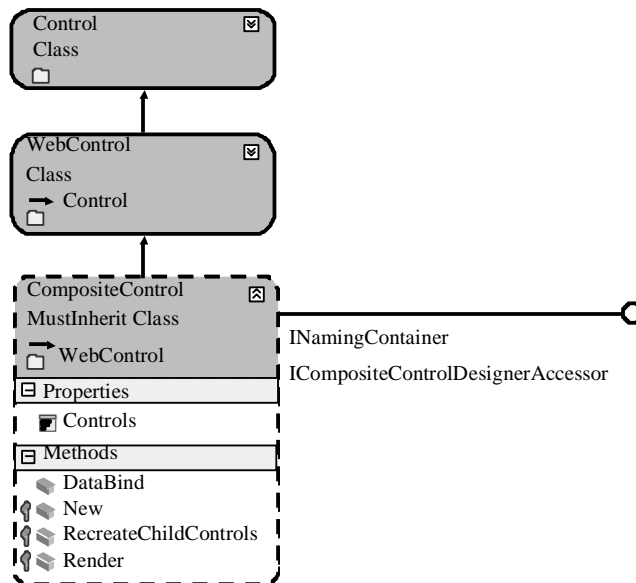 Control
Class
WebControl
Class
Control
CompositeControl
MustInherit Class
WebControl
INamingContainer
ICompositeControlDesignerAccessor
Properties
Controls
Methods
DataBind
New
RecreateChildControls
Render